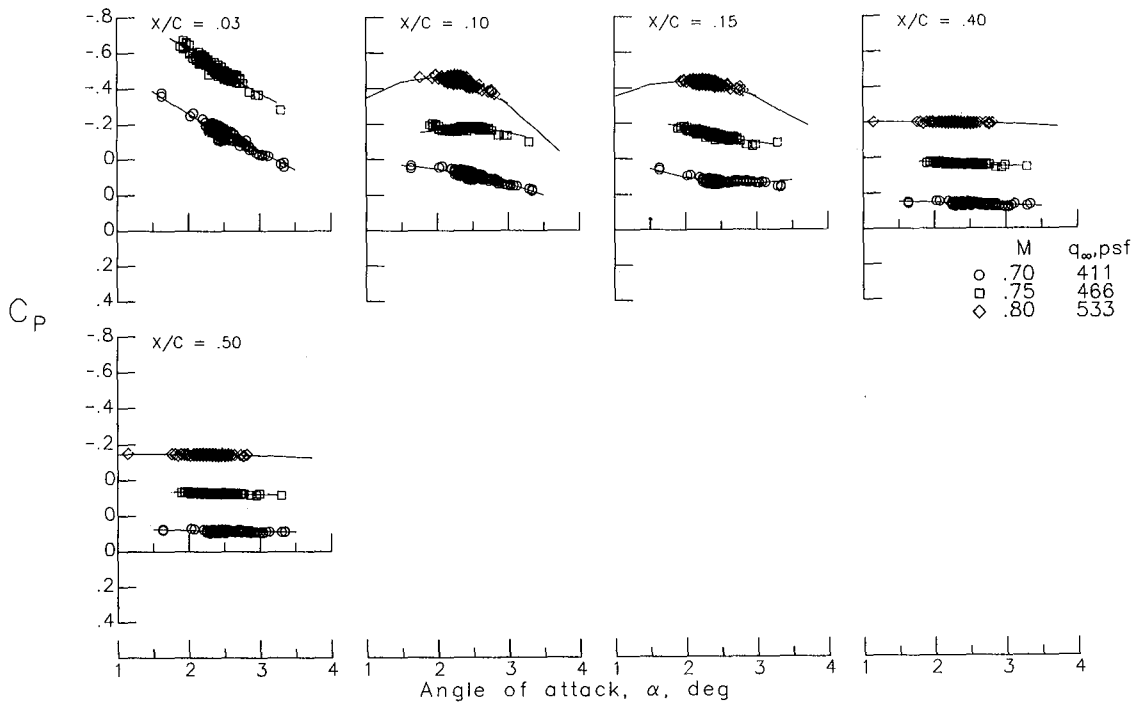 X/C = .03
X/C = .10
X/C = .15
X/C = .40
-.8
-.6
-.4
-.2
0
0
0
.2
.4
M q∞,psf
○ .70 411
□ .75 466
◇ .80 533
CP
X/C = .50
-.8
-.6
-.4
-.2
0
0
0
.2
.4
1 2 3 4
1 2 3 4
1 2 3 4
1 2 3 4
Angle of attack, α, deg